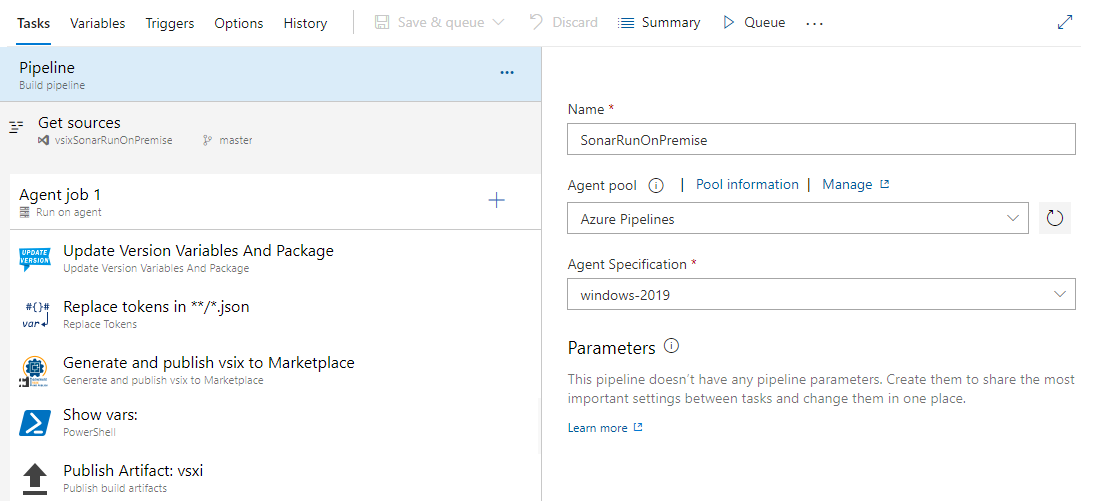 Tasks Variables Triggers Options History Save & queue Discard Summary Queue ...
Pipeline ...
Build pipeline
Get sources
vsixSonarRunOnPremise master
Agent job 1 +
Run on agent
UPDATE VERSION
Update Version Variables And Package
Update Version Variables And Package
#{}#
var
Replace tokens in **/*.json
Replace Tokens
Generate and publish vsix to Marketplace
Generate and publish vsix to Marketplace
Show vars:
PowerShell
Publish Artifact: vsxi
Publish build artifacts
Name *
SonarRunOnPremise
Agent pool | Pool information | Manage
Azure Pipelines
Agent Specification *
windows-2019
Parameters
This pipeline doesn't have any pipeline parameters. Create them to share the most
important settings between tasks and change them in one place.
Learn more